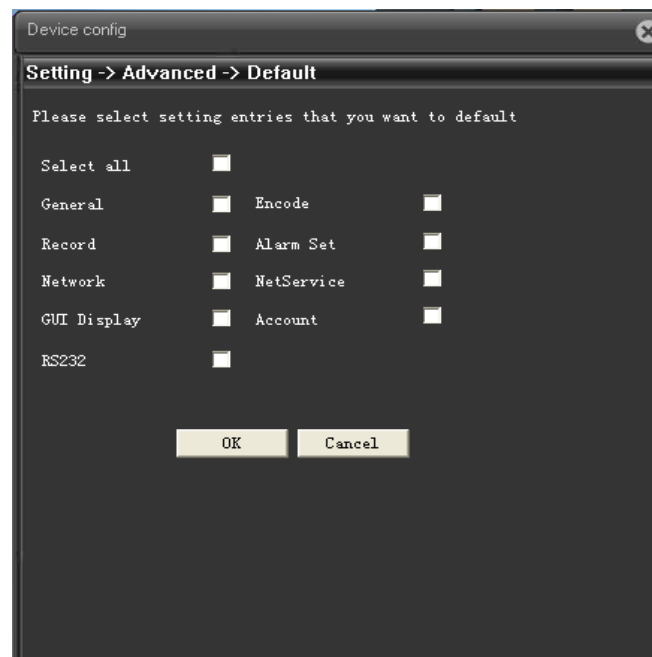 Device config
Setting -> Advanced -> Default
Please select setting entries that you want to default
Select all
General Encode
Record Alarm Set
Network NetService
GUI Display Account
RS232
OK Cancel